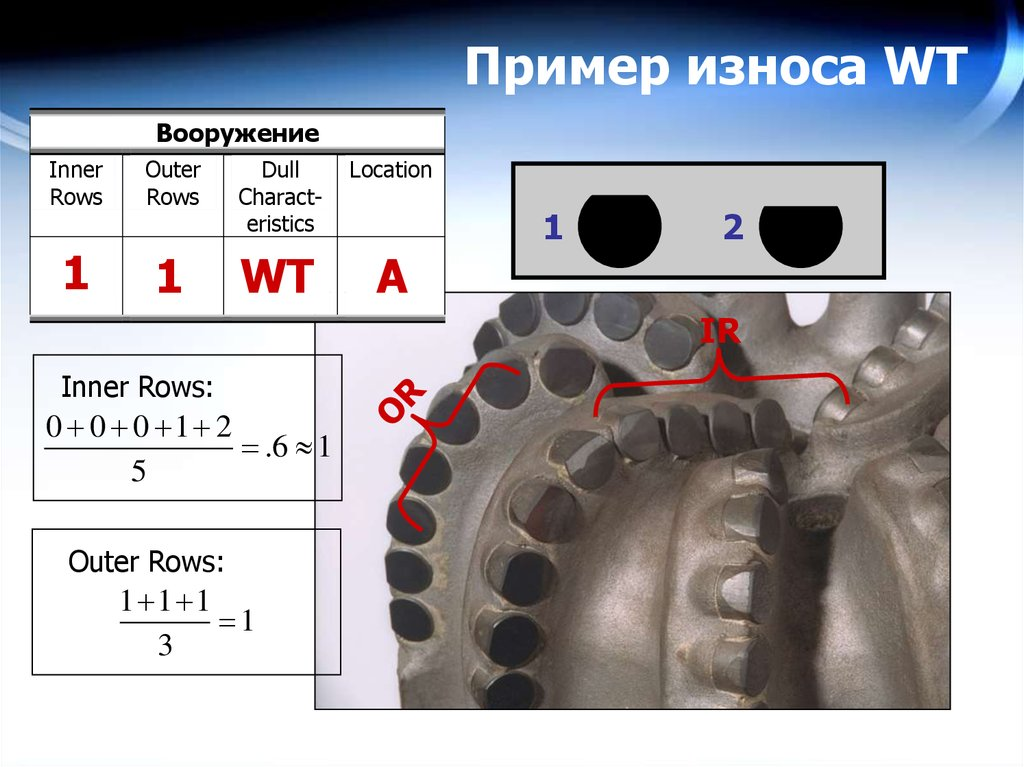 Пример износа WT
Вооружение
Inner Rows
Outer Rows
Dull Charact-eristics
Location
1
1
WT
A
1
2
IR
OR
Inner Rows:
0+0+0+1+2
= .6 ≈ 1
5
Outer Rows:
1+1+1
= 1
3